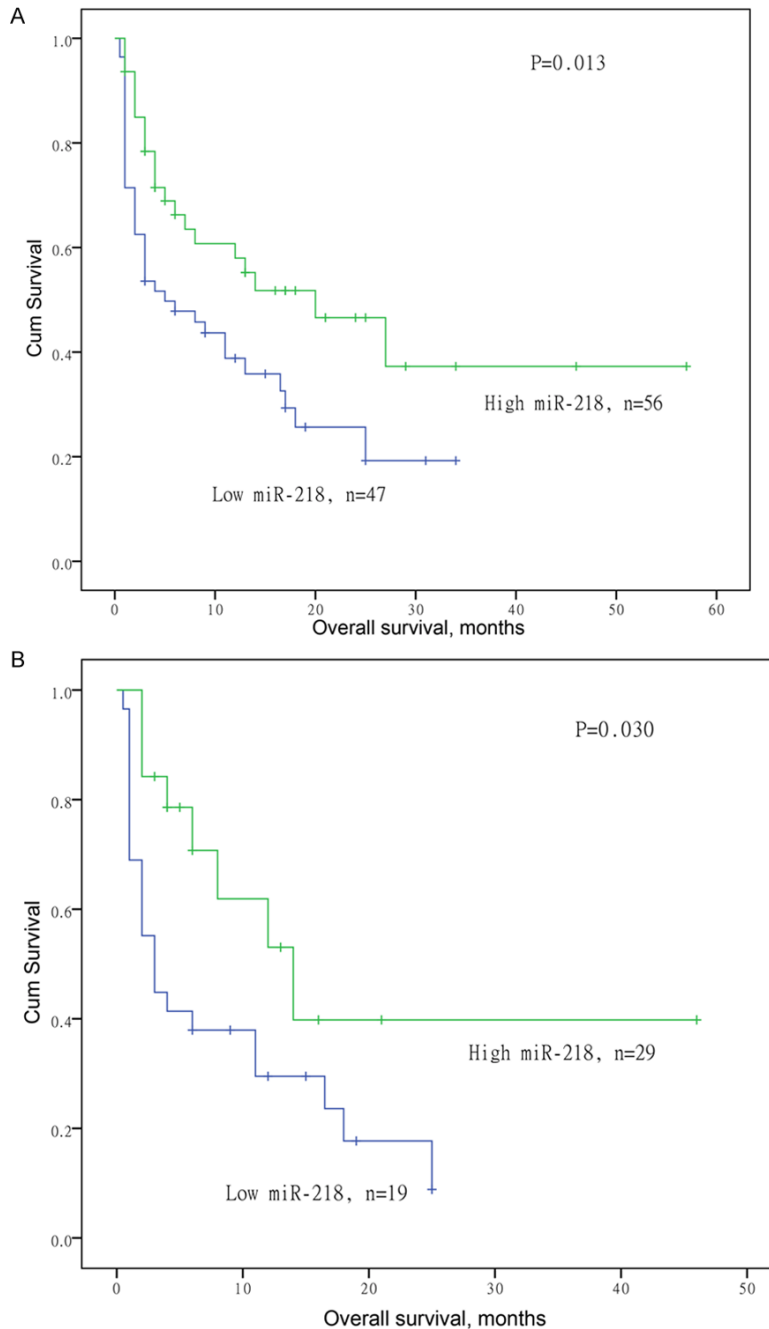 A
P=0.013
1.0
0.8
0.6
0.4
0.2
0.0
Cum Survival
High miR-218, n=56
Low miR-218, n=47
0 10 20 30 40 50 60
Overall survival, months
B
P=0.030
1.0
0.8
0.6
0.4
0.2
0.0
Cum Survival
High miR-218, n=29
Low miR-218, n=19
0 10 20 30 40 50
Overall survival, months